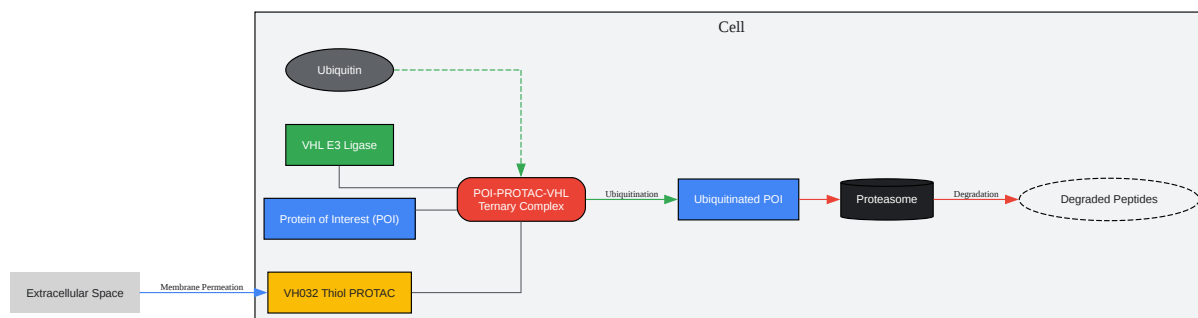 Cell
Ubiquitin
VHL E3 Ligase
POI-PROTAC-VHL
Ternary Complex
Ubiquitination
Ubiquitinated POI
Proteasome
Degradation
Degraded Peptides
Protein of Interest (POI)
Extracellular Space
Membrane Permeation
VH032 Thiol PROTAC